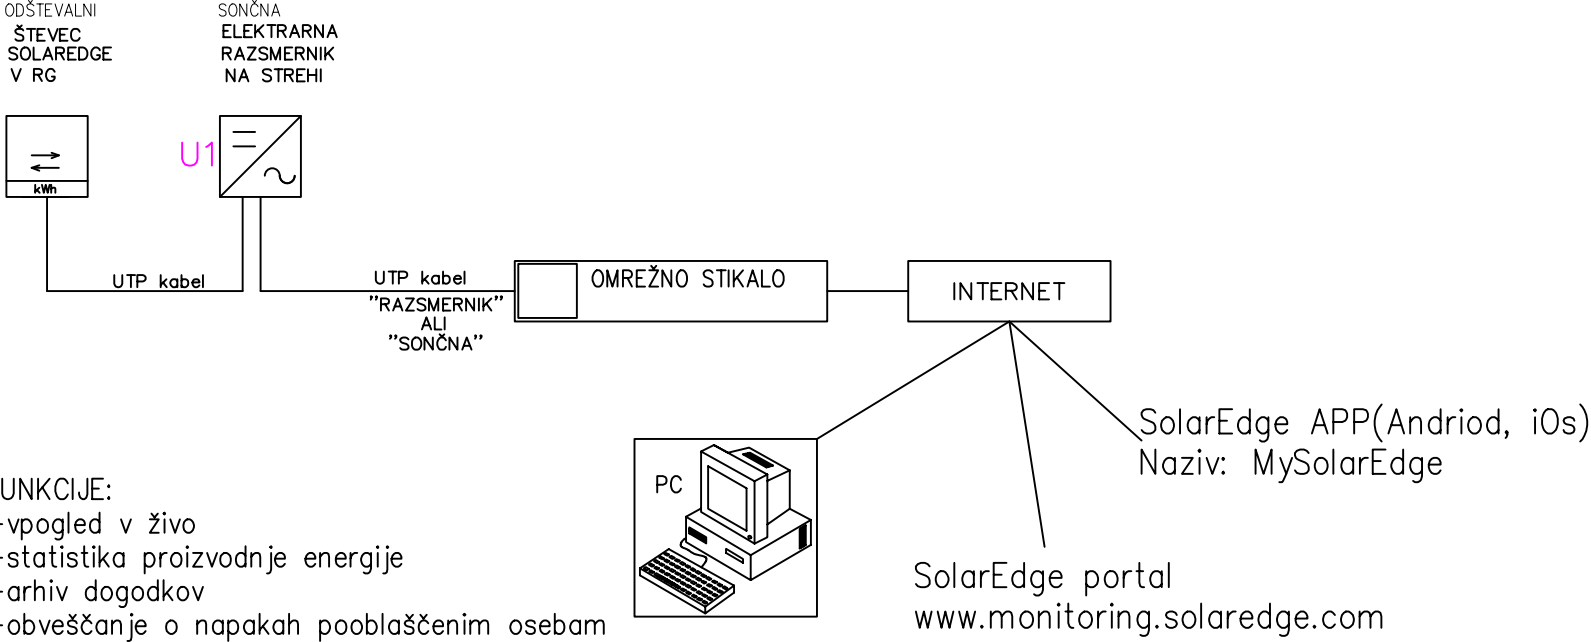 ODŠTEVALNI
ŠTEVEC
SOLAREDGE
V RG
SONČNA
ELEKTRARNA
RAZSMERNIK
NA STREHI
U1
kWh
UTP kabel
UTP kabel
"RAZSMERNIK"
ALI
"SONČNA"
OMREŽNO STIKALO
INTERNET
SolarEdge APP(Andriod, iOs)
Naziv: MySolarEdge
PC
SolarEdge portal
www.monitoring.solaredge.com
UNKCIJE:
-vpogled v živo
-statistika proizvodnje energije
-arhiv dogodkov
-obveščanje o napakah pooblaščenim osebam